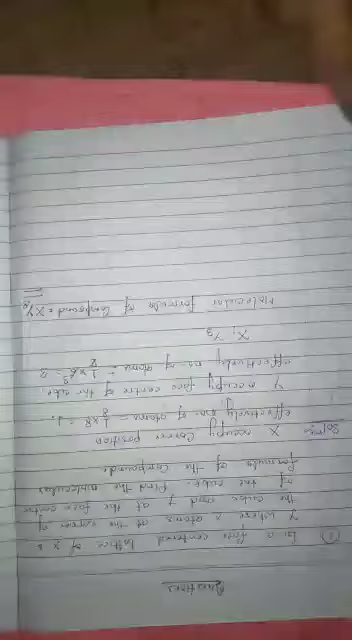 Questions
① In a face centered lattice of X &
Y where X atoms at the corner of
the cube and Y at the face centre
of the cube. find the molecular
formula of the compound.
Soln:- X occupy corner position
effectively no. of atoms = 1/8 × 8 = 1.
Y occupy face centre of the cube
effectively no. of atoms = 1/2 × 6 = 3
X : Y3
Molecular formula of Compound = XY3